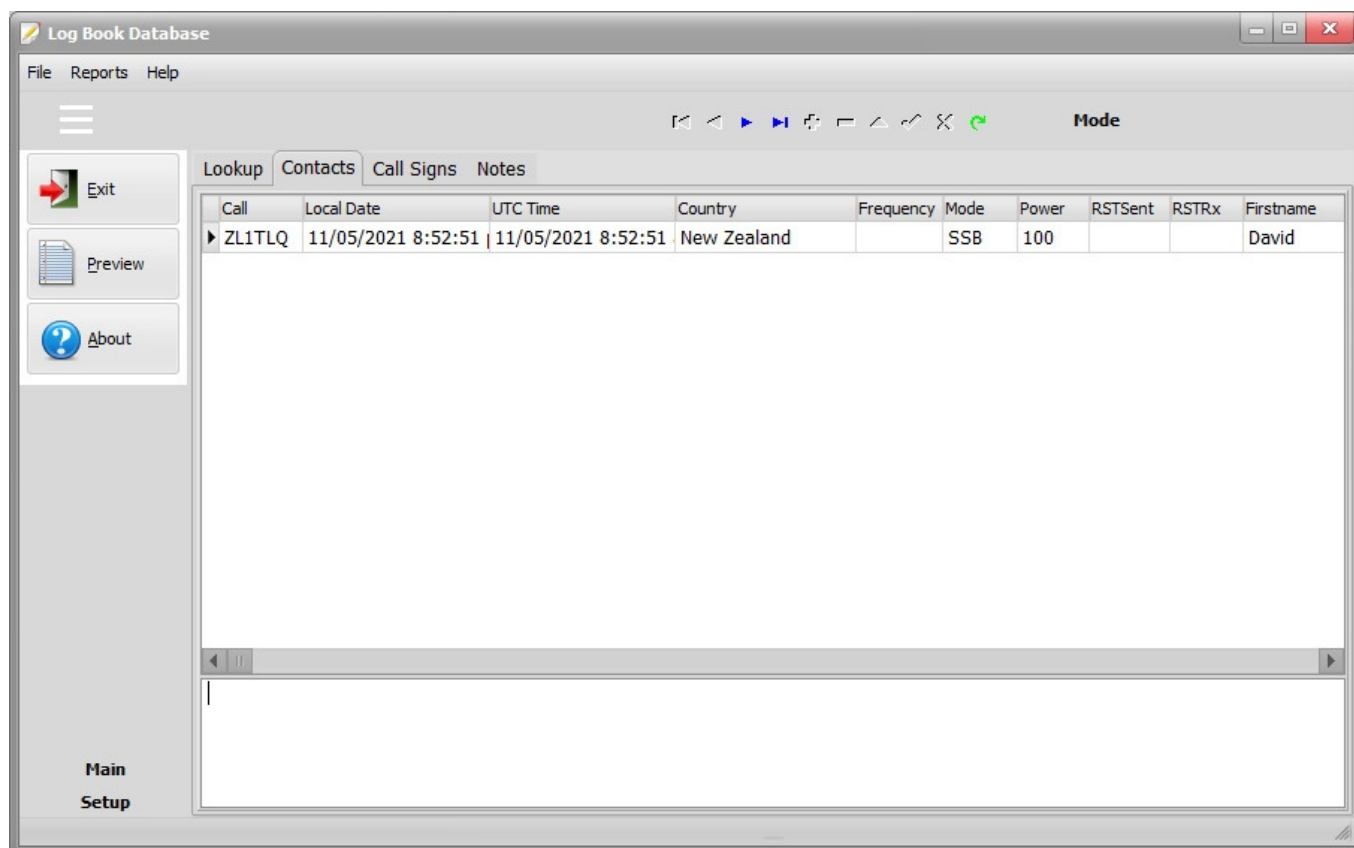 Log Book Database
File Reports Help
Mode
Exit
Preview
About
Lookup Contacts Call Signs Notes
Call Local Date UTC Time Country Frequency Mode Power RSTSent RSTRx Firstname
ZL1TLQ 11/05/2021 8:52:51 11/05/2021 8:52:51 New Zealand SSB 100 David
Main
Setup